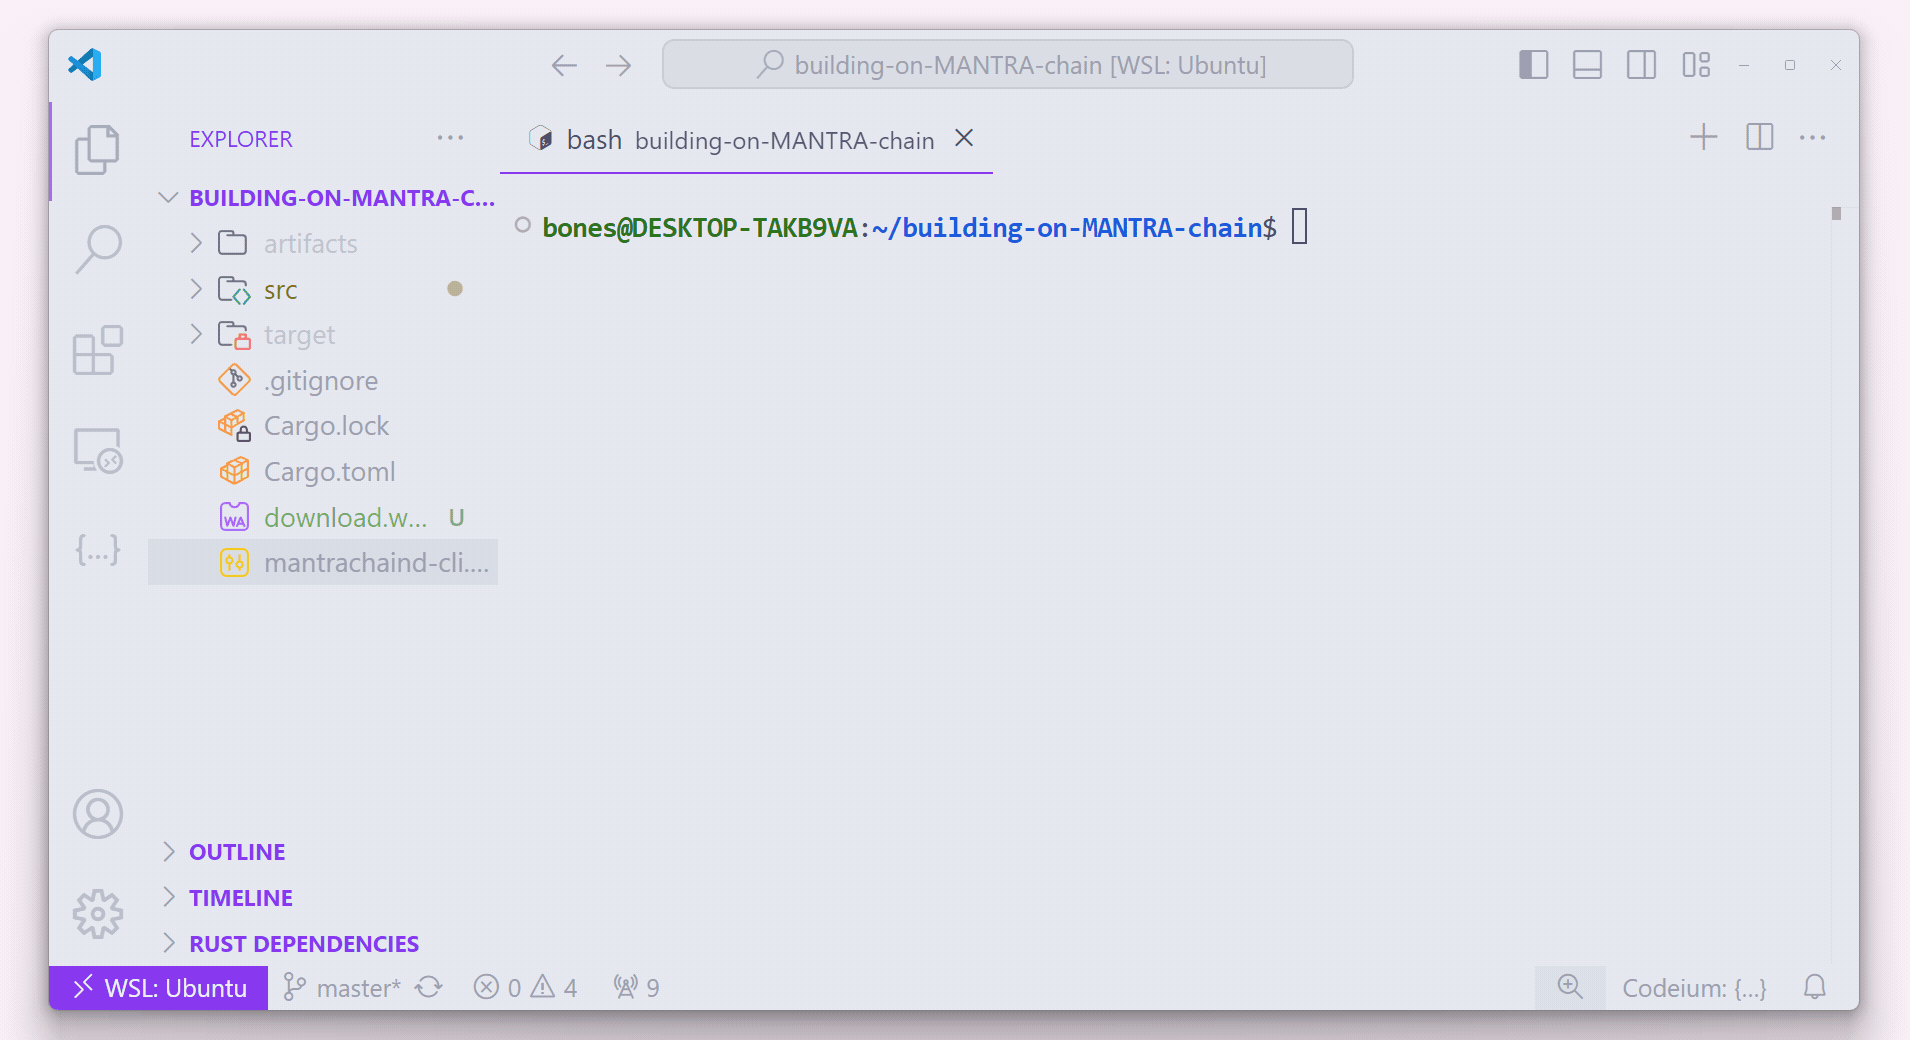 building-on-MANTRA-chain [WSL: Ubuntu]
EXPLORER
bash building-on-MANTRA-chain
BUILDING-ON-MANTRA-C...
artifacts
src
target
.gitignore
Cargo.lock
Cargo.toml
WA download.w... U
mantrachaind-cli....
bones@DESKTOP-TAKB9VA:~/building-on-MANTRA-chain$
OUTLINE
TIMELINE
RUST DEPENDENCIES
WSL: Ubuntu master* 0 4 9 Codeium: {...}